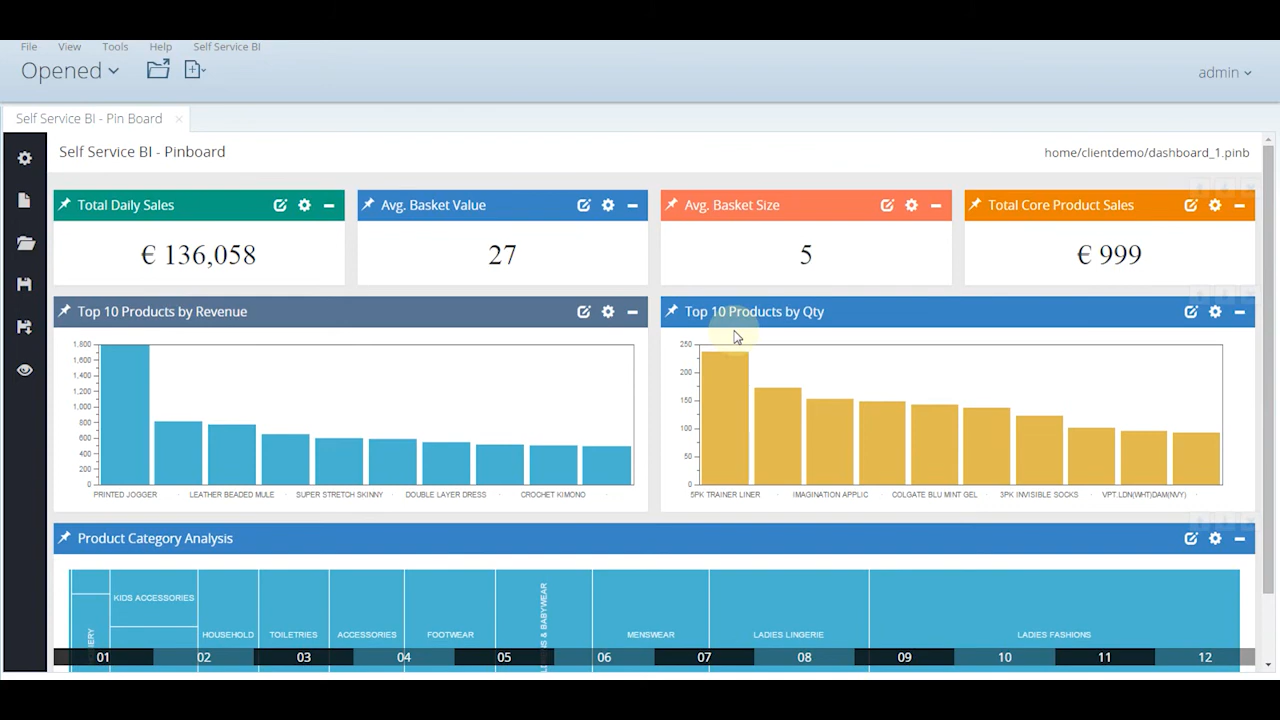 File View Tools Help Self Service BI
Opened
admin
Self Service BI - Pin Board ×
Self Service BI - Pinboard
home/clientdemo/dashboard_1.pinb
Total Daily Sales
Avg. Basket Value
Avg. Basket Size
Total Core Product Sales
€ 136,058
27
5
€ 999
Top 10 Products by Revenue
1,800
1,600
1,400
1,200
1,000
800
600
400
200
0
PRINTED JOGGER LEATHER BEADED MULE SUPER STRETCH SKINNY DOUBLE LAYER DRESS CROCHET KIMONO
Top 10 Products by Qty
250
200
150
100
50
0
5PK TRAINER LINER IMAGINATION APPLIC COLGATE BLU MINT GEL 3PK INVISIBLE SOCKS VPT.LDN(WHT)DAM(NVY)
Product Category Analysis
KIDS ACCESSORIES
HOUSEHOLD TOILETRIES ACCESSORIES FOOTWEAR & BABYWEAR MENSWEAR LADIES LINGERIE LADIES FASHIONS
01 02 03 04 05 06 07 08 09 10 11 12